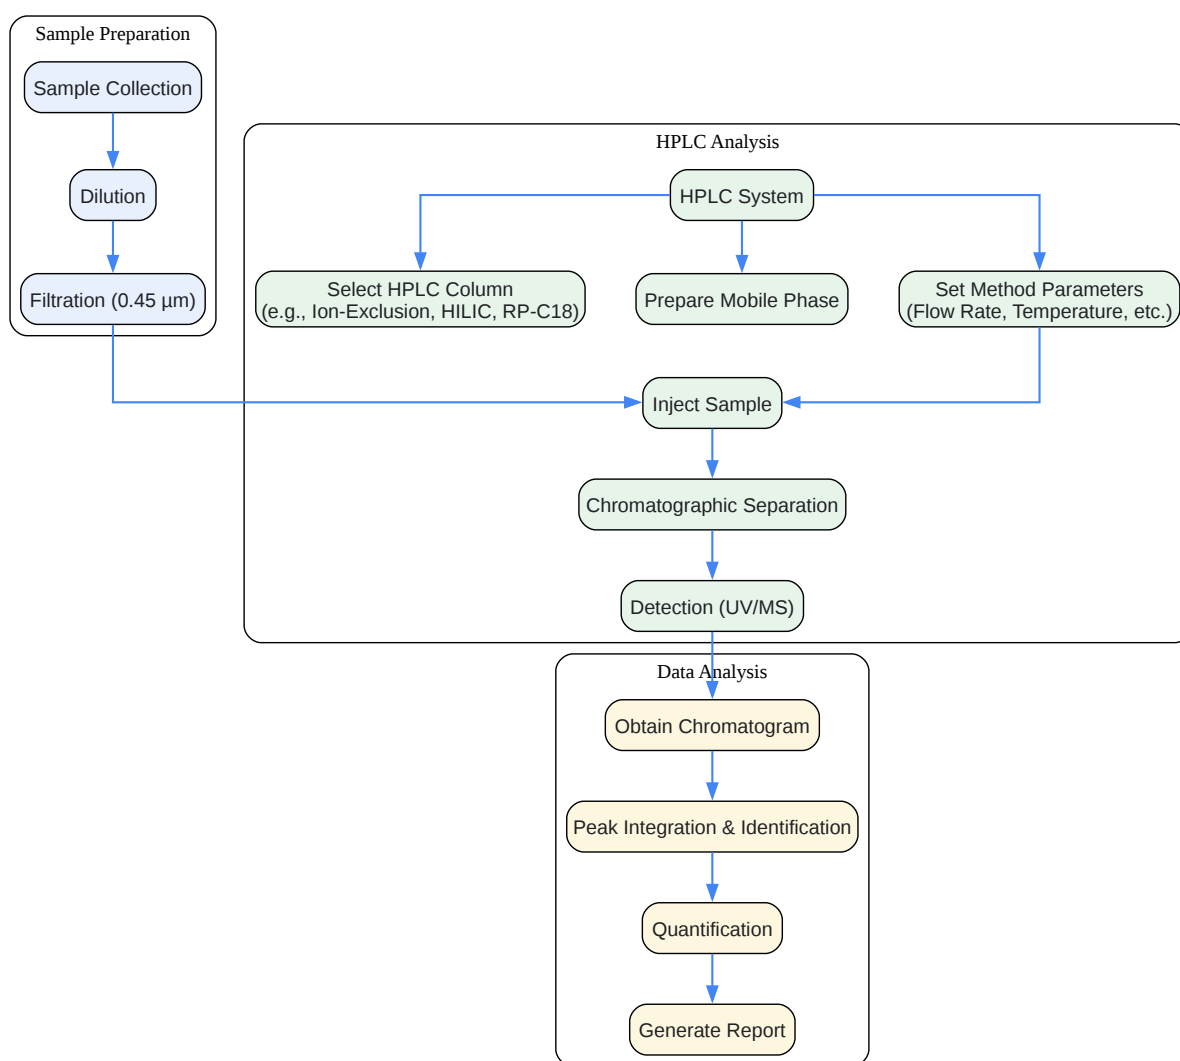 Sample Preparation
Sample Collection
Dilution
Filtration (0.45 µm)
HPLC Analysis
HPLC System
Select HPLC Column
(e.g., Ion-Exclusion, HILIC, RP-C18)
Prepare Mobile Phase
Set Method Parameters
(Flow Rate, Temperature, etc.)
Inject Sample
Chromatographic Separation
Detection (UV/MS)
Data Analysis
Obtain Chromatogram
Peak Integration & Identification
Quantification
Generate Report